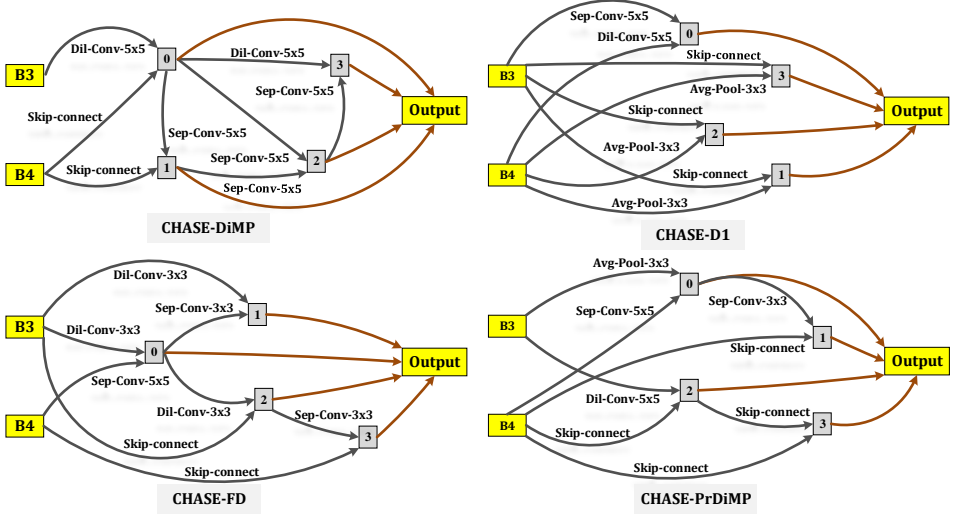 Dil-Conv-5x5
0
Dil-Conv-5x5
3
B3
Sep-Conv-5x5
Output
Skip-connect
Sep-Conv-5x5
Sep-Conv-5x5
2
B4
Skip-connect
1
Sep-Conv-5x5
CHASE-DiMP
Sep-Conv-5x5
0
Dil-Conv-5x5
Skip-connect
B3
3
Avg-Pool-3x3
Output
Skip-connect
2
Avg-Pool-3x3
B4
Skip-connect
1
Avg-Pool-3x3
CHASE-D1
Dil-Conv-3x3
Sep-Conv-3x3
1
B3
Dil-Conv-3x3
0
Output
Sep-Conv-5x5
2
Dil-Conv-3x3
Sep-Conv-3x3
B4
3
Skip-connect
Skip-connect
CHASE-FD
Avg-Pool-3x3
0
Sep-Conv-3x3
Sep-Conv-5x5
B3
1
Skip-connect
Output
2
Dil-Conv-5x5
Skip-connect
B4
3
Skip-connect
Skip-connect
CHASE-PrDiMP